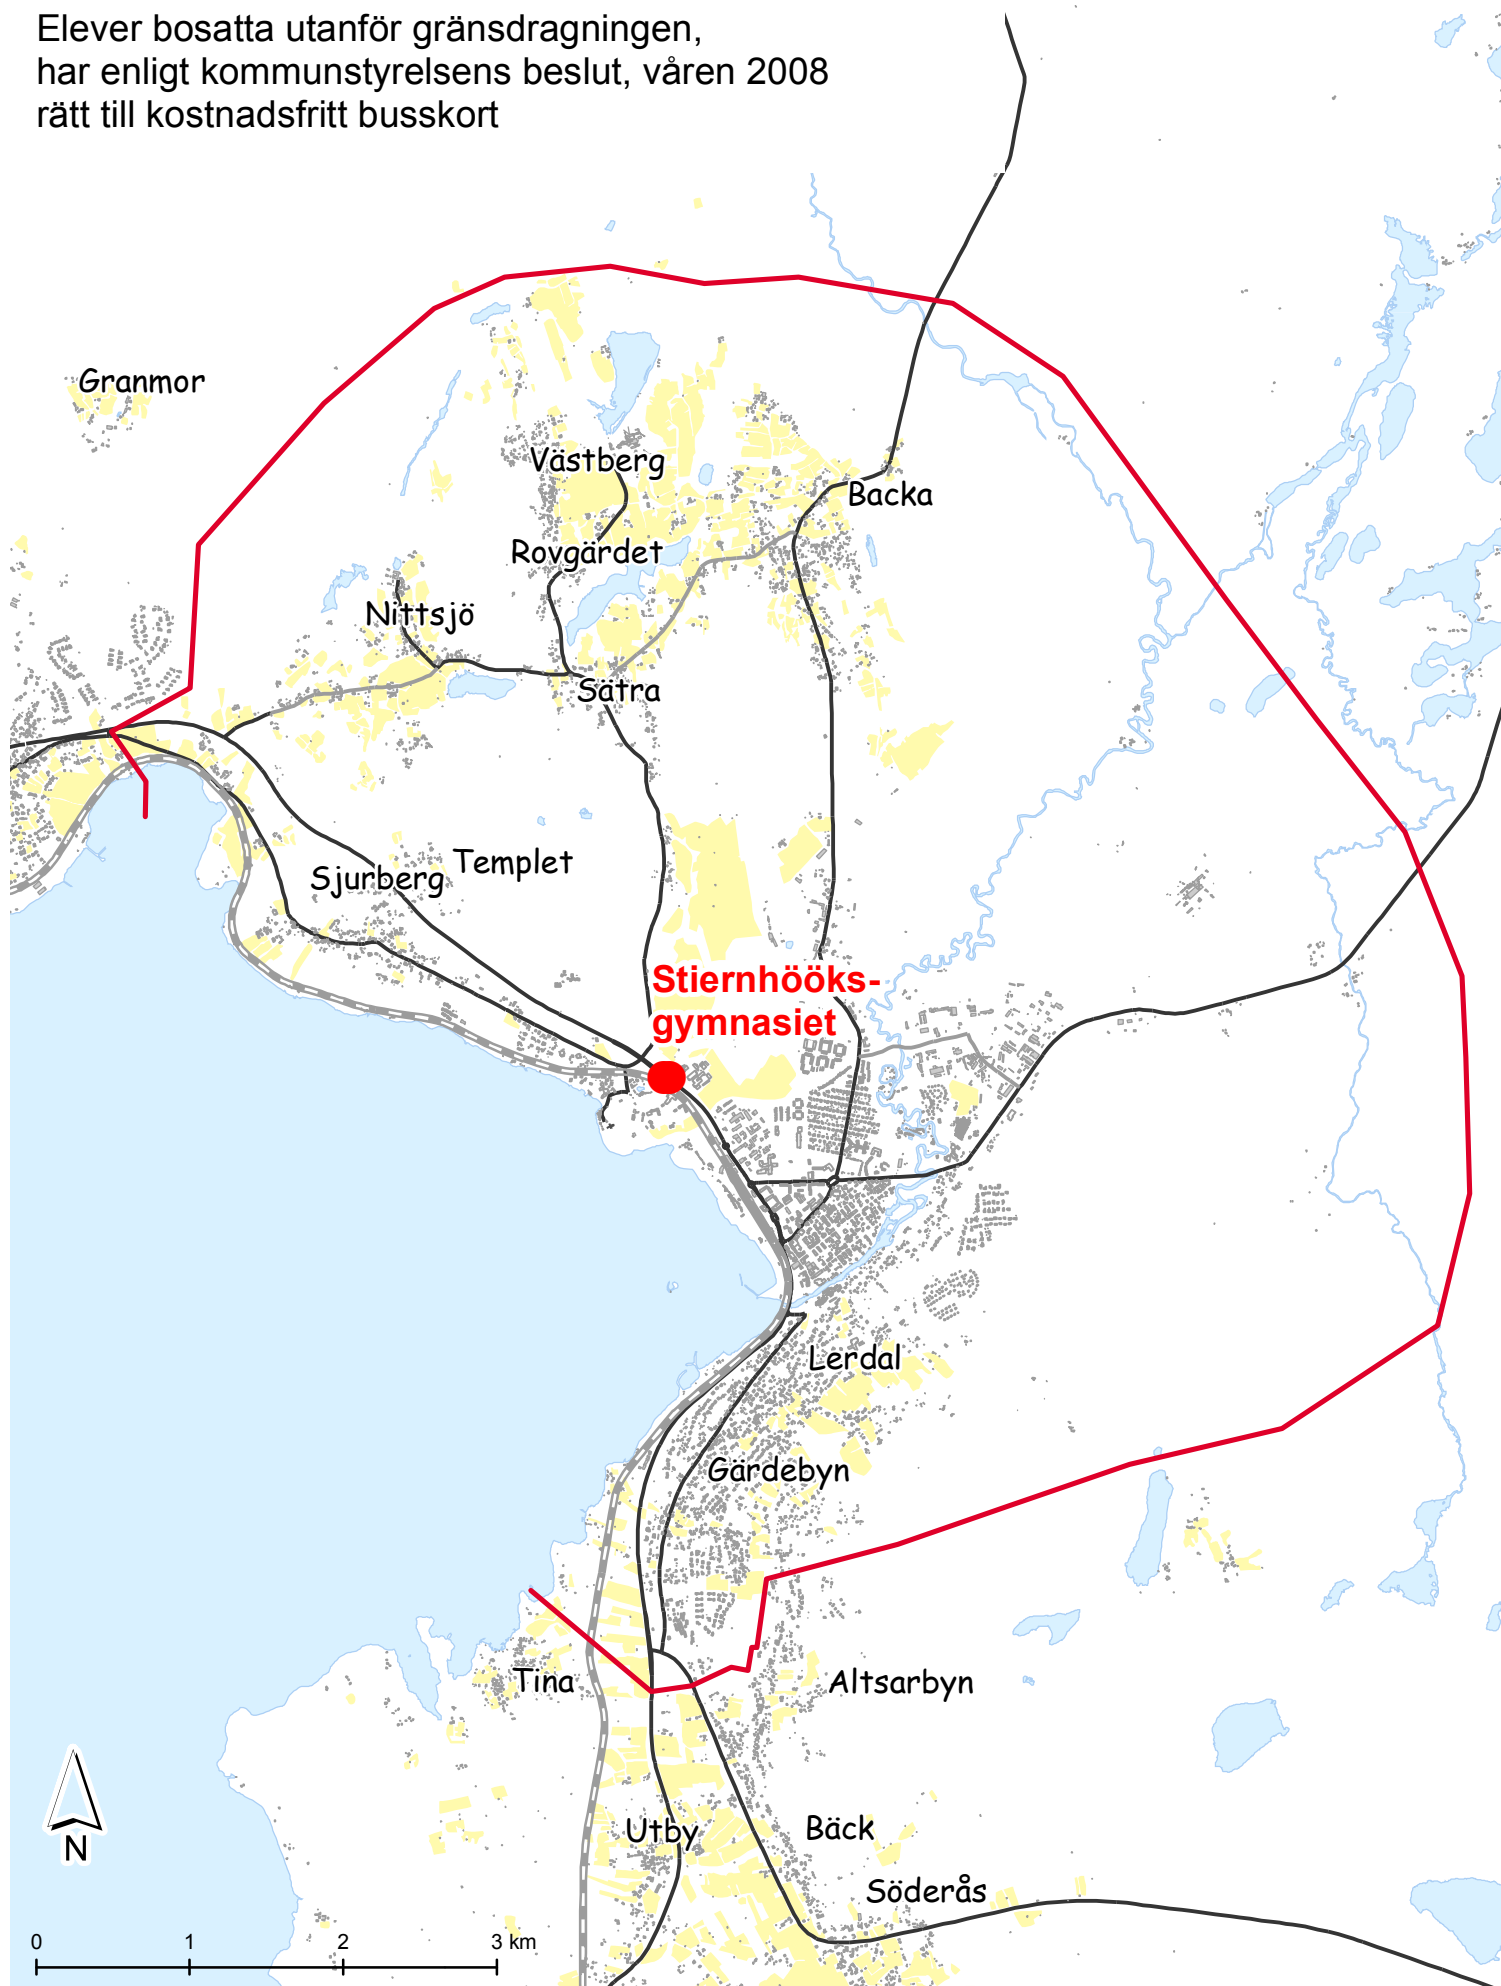 Elever bosatta utanför gränsdragningen,
har enligt kommunstyrelsens beslut, våren 2008
rätt till kostnadsfritt busskort
Granmor
Västberg
Backa
Rovgärdet
Nittsjö
Sätra
Templet
Sjurberg
Stiernhööks-
gymnasiet
Lerdal
Gärdebyn
Tina
Altsarbyn
Utby
Bäck
Söderås
N
0 1 2 3 km